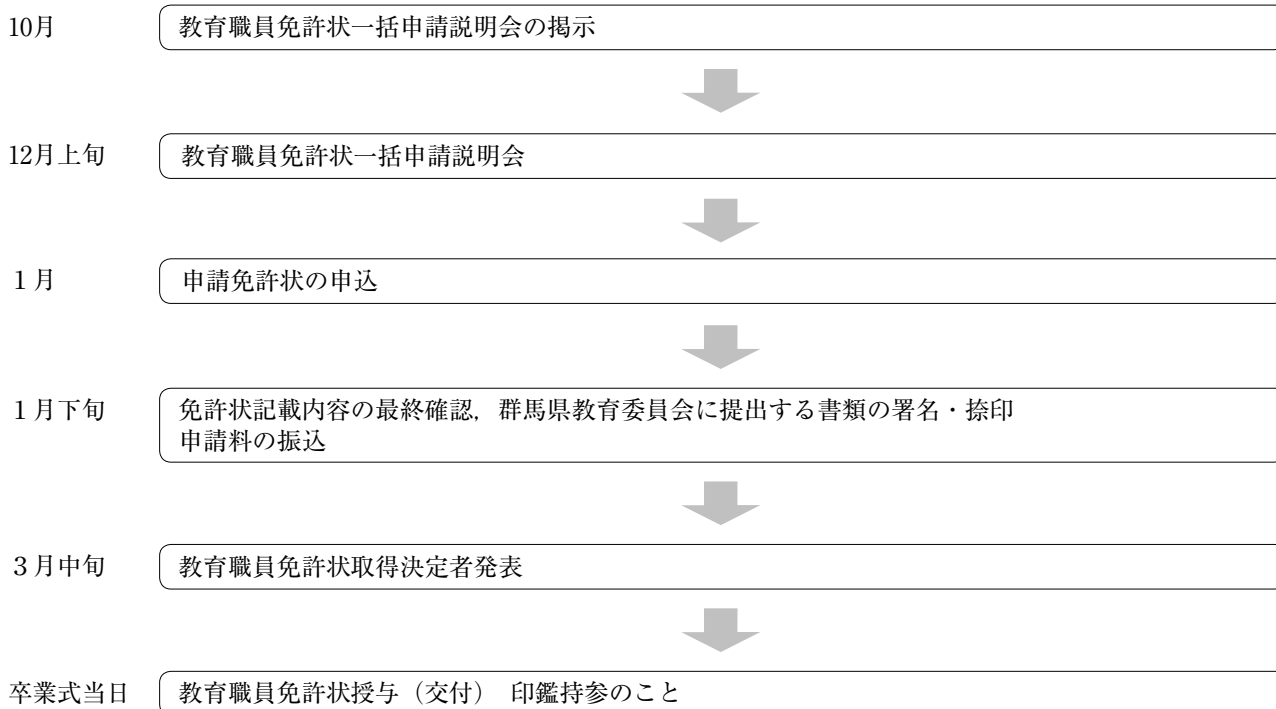 10月 教育職員免許状一括申請説明会の掲示
12月上旬 教育職員免許状一括申請説明会
1月 申請免許状の申込
1月下旬 免許状記載内容の最終確認，群馬県教育委員会に提出する書類の署名・捺印
申請料の振込
3月中旬 教育職員免許状取得決定者発表
卒業式当日 教育職員免許状授与（交付） 印鑑持参のこと